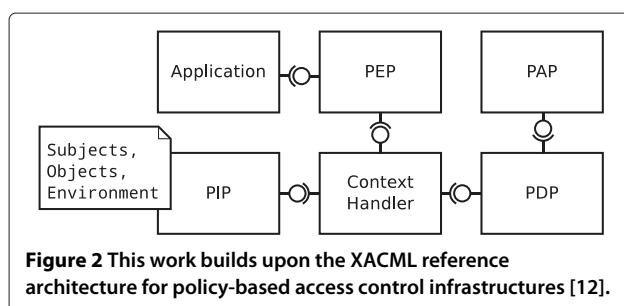 Application
PEP
PAP
Subjects,
Objects,
Environment
PIP
Context
Handler
PDP
Figure 2 This work builds upon the XACML reference
architecture for policy-based access control infrastructures [12].